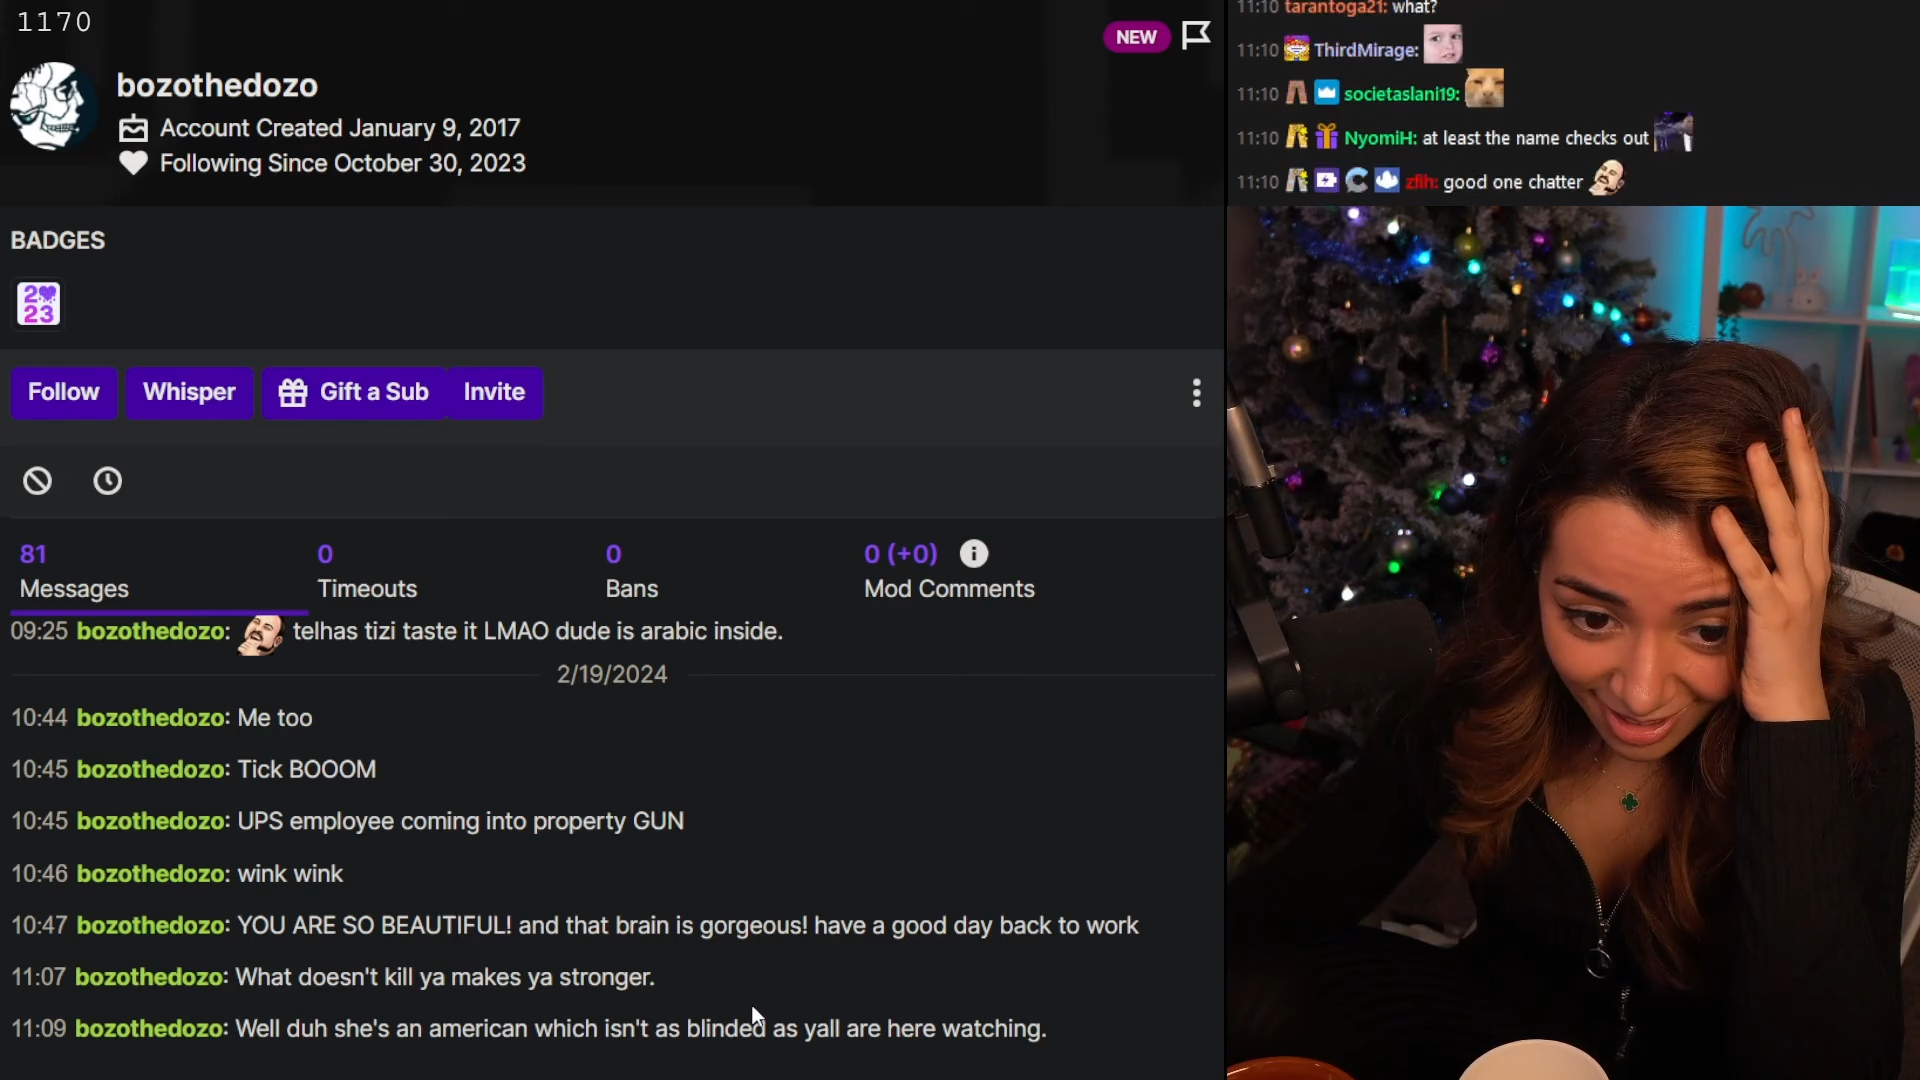 1170
NEW
bozothedozo
Account Created January 9, 2017
Following Since October 30, 2023
BADGES
2023
Follow
Whisper
Gift a Sub
Invite
81
Messages
0
Timeouts
0
Bans
0 (+0)
Mod Comments
09:25 bozothedozo: telhas tizi taste it LMAO dude is arabic inside.
2/19/2024
10:44 bozothedozo: Me too
10:45 bozothedozo: Tick BOOOM
10:45 bozothedozo: UPS employee coming into property GUN
10:46 bozothedozo: wink wink
10:47 bozothedozo: YOU ARE SO BEAUTIFUL! and that brain is gorgeous! have a good day back to work
11:07 bozothedozo: What doesn't kill ya makes ya stronger.
11:09 bozothedozo: Well duh she's an american which isn't as blinded as yall are here watching.
11:10 tarantoga21: what?
11:10 ThirdMirage:
11:10 societaslani19:
11:10 NyomiH: at least the name checks out
11:10 zfih: good one chatter